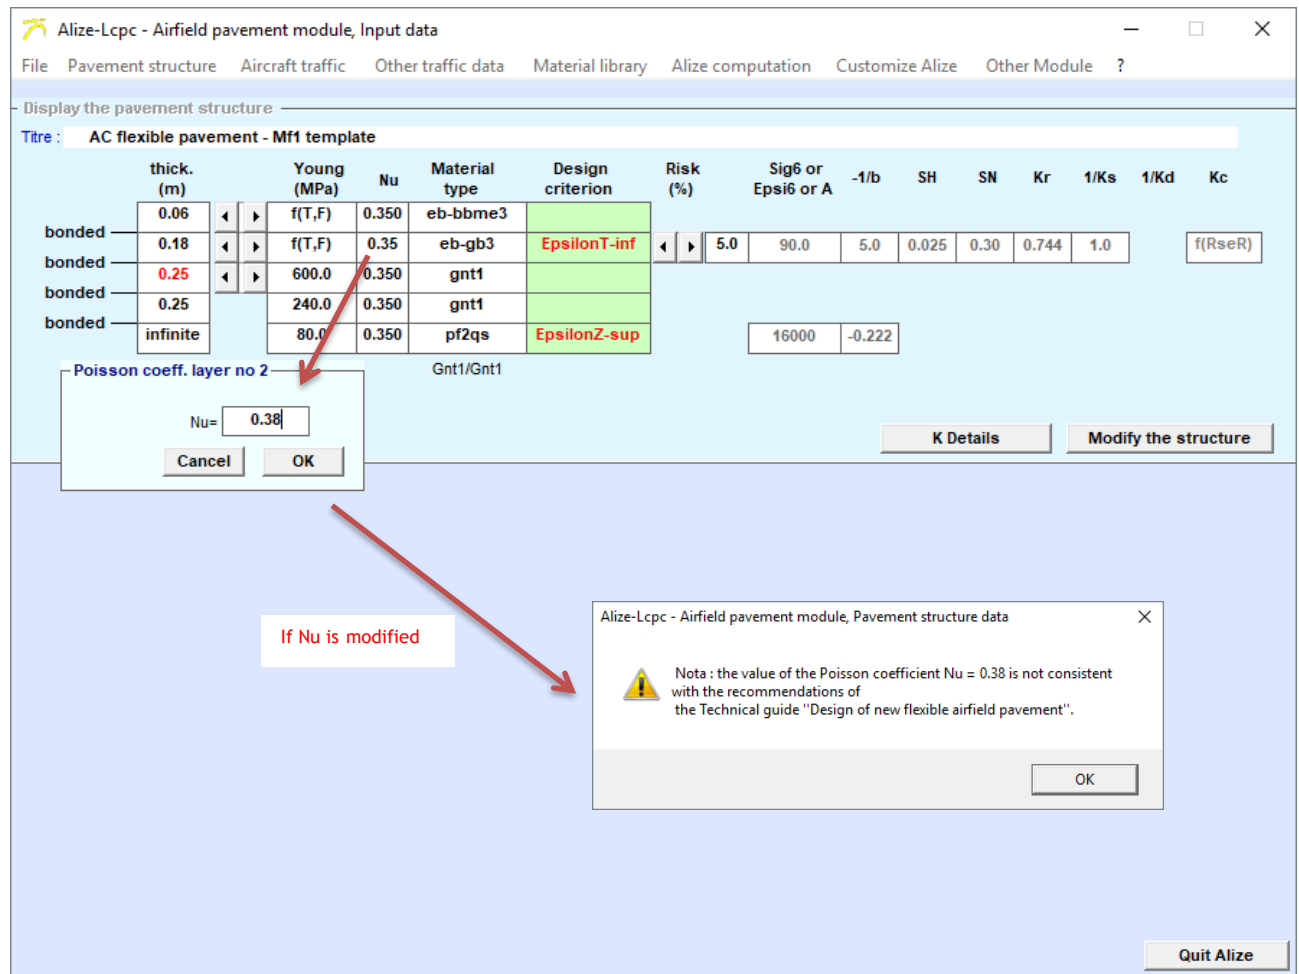 Alize-Lcpc - Airfield pavement module, Input data
File Pavement structure Aircraft traffic Other traffic data Material library Alize computation Customize Alize Other Module ?
Display the pavement structure
Titre : AC flexible pavement - Mf1 template
thick. (m) Young (MPa) Nu Material type Design criterion Risk (%) Sig6 or Epsi6 or A -1/b SH SN Kr 1/Ks 1/Kd Kc
0.06 f(T,F) 0.350 eb-bbme3
bonded
0.18 f(T,F) 0.35 eb-gb3 EpsilonT-inf 5.0 90.0 5.0 0.025 0.30 0.744 1.0 f(RseR)
bonded
0.25 600.0 0.350 gnt1
bonded
0.25 240.0 0.350 gnt1
bonded
infinite 80.0 0.350 pf2qs EpsilonZ-sup 16000 -0.222
Gnt1/Gnt1
Poisson coeff. layer no 2
Nu= 0.38
Cancel OK
K Details Modify the structure
If Nu is modified
Alize-Lcpc - Airfield pavement module, Pavement structure data
Nota : the value of the Poisson coefficient Nu = 0.38 is not consistent
with the recommendations of
the Technical guide "Design of new flexible airfield pavement".
OK
Quit Alize